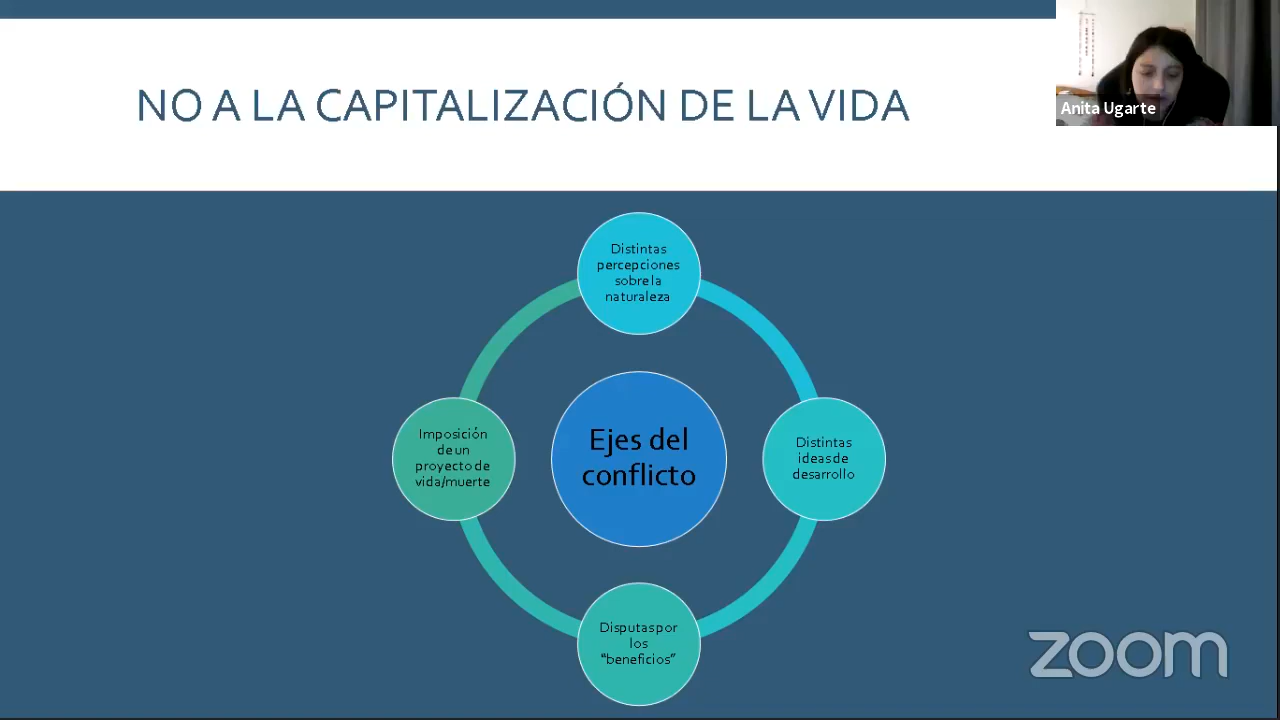 NO A LA CAPITALIZACIÓN DE LA VIDA
Anita Ugarte
Distintas
percepciones
sobre la
naturaleza
Imposición
de un
proyecto de
vida/muerte
Ejes del
conflicto
Distintas
ideas de
desarrollo
Disputas por
los
“beneficios”
zoom